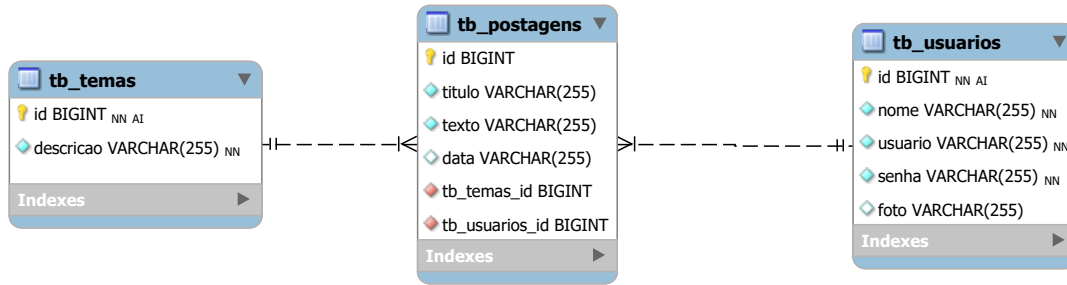 tb_temas
id BIGINT NN AI
descricao VARCHAR(255) NN
Indexes
tb_postagens
id BIGINT
titulo VARCHAR(255)
texto VARCHAR(255)
data VARCHAR(255)
tb_temas_id BIGINT
tb_usuarios_id BIGINT
Indexes
tb_usuarios
id BIGINT NN AI
nome VARCHAR(255) NN
usuario VARCHAR(255) NN
senha VARCHAR(255) NN
foto VARCHAR(255)
Indexes